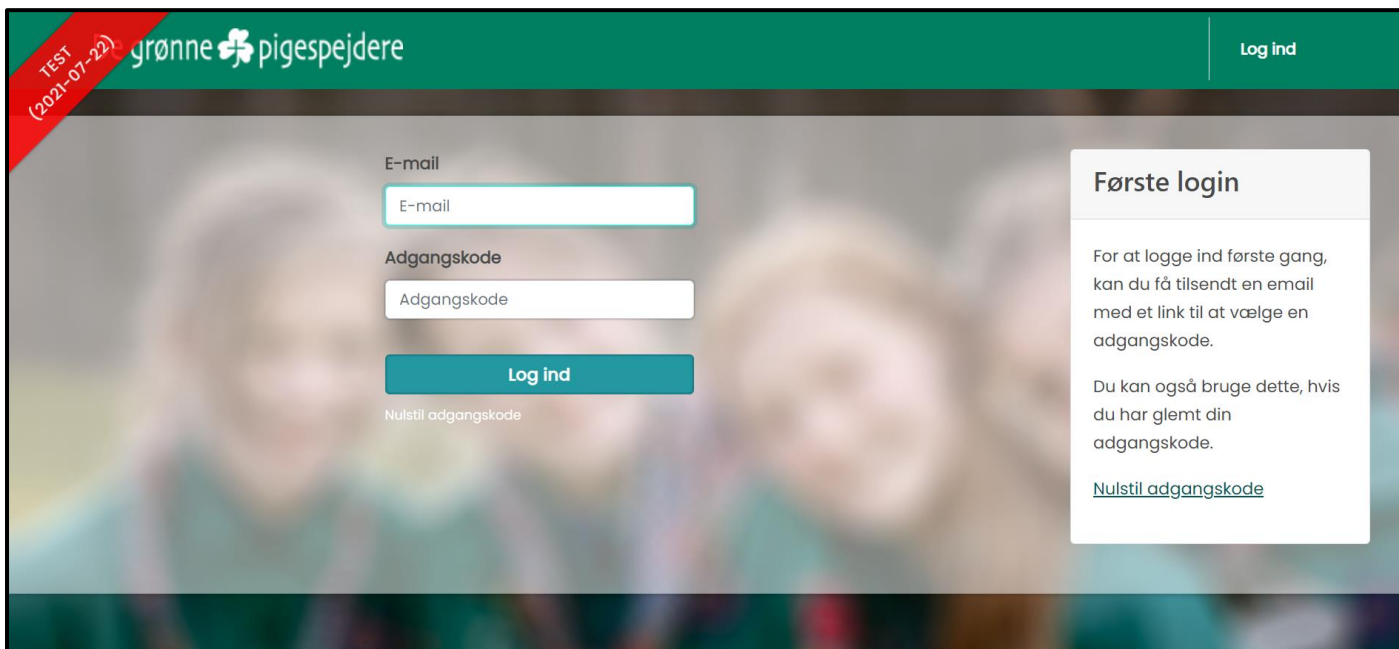 TEST
(2021-07-22)
De grønne pigespejdere
Log ind
E-mail
E-mail
Adgangskode
Adgangskode
Log ind
Nulstil adgangskode
Første login
For at logge ind første gang,
kan du få tilsendt en email
med et link til at vælge en
adgangskode.
Du kan også bruge dette, hvis
du har glemt din
adgangskode.
Nulstil adgangskode